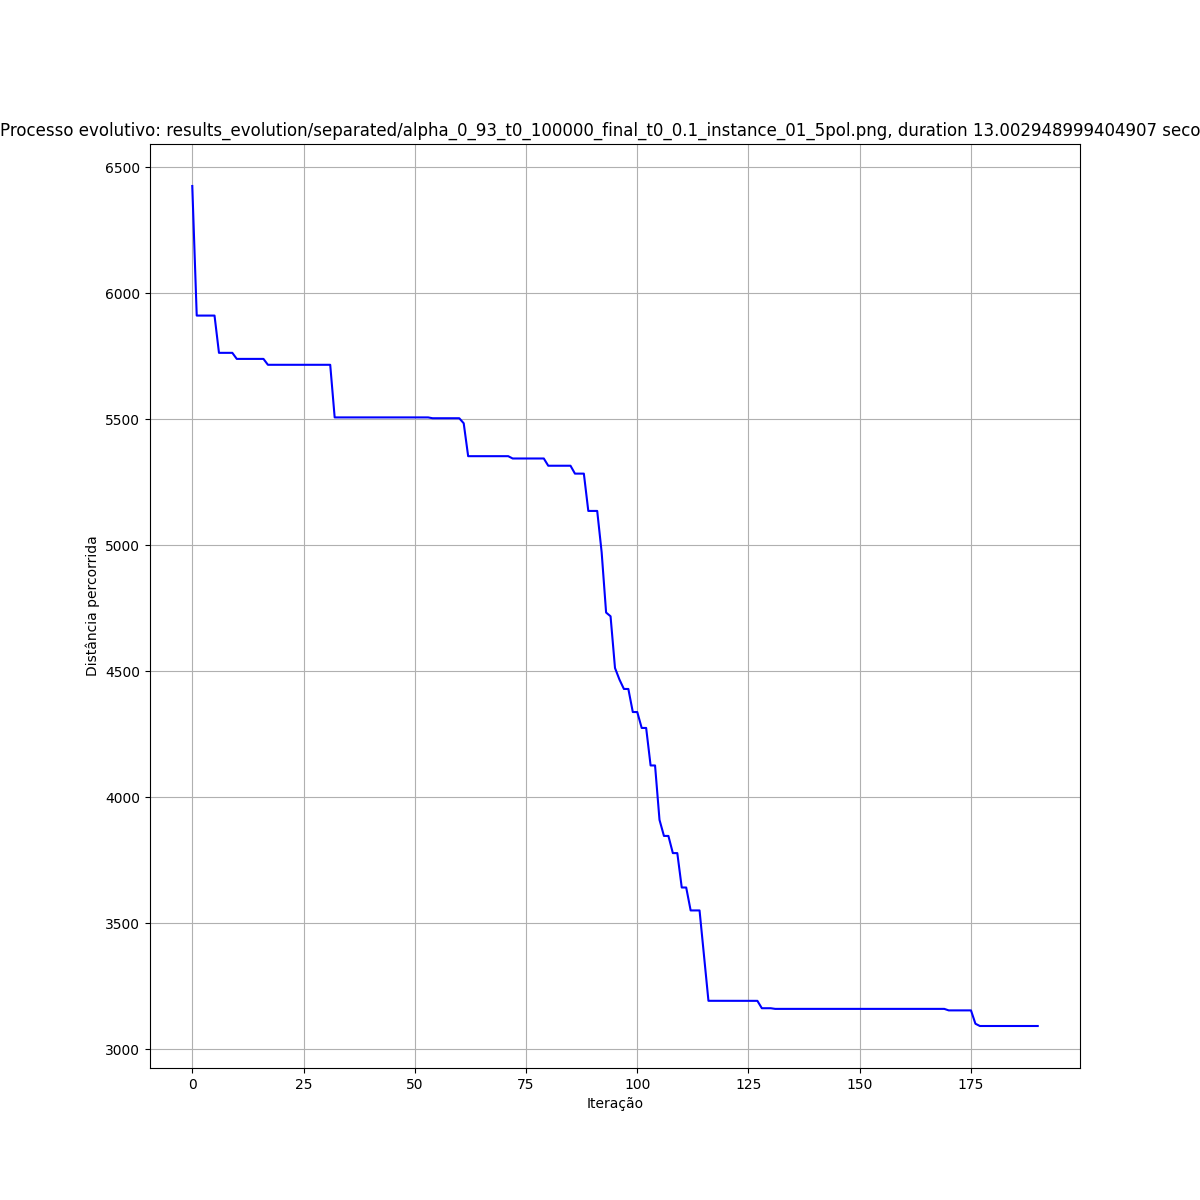 Processo evolutivo: results_evolution/separated/alpha_0_93_t0_100000_final_t0_0.1_instance_01_5pol.png, duration 13.002948999404907 seco
6500
6000
5500
5000
4500
4000
3500
3000
Distância percorrida
0 25 50 75 100 125 150 175
Iteração